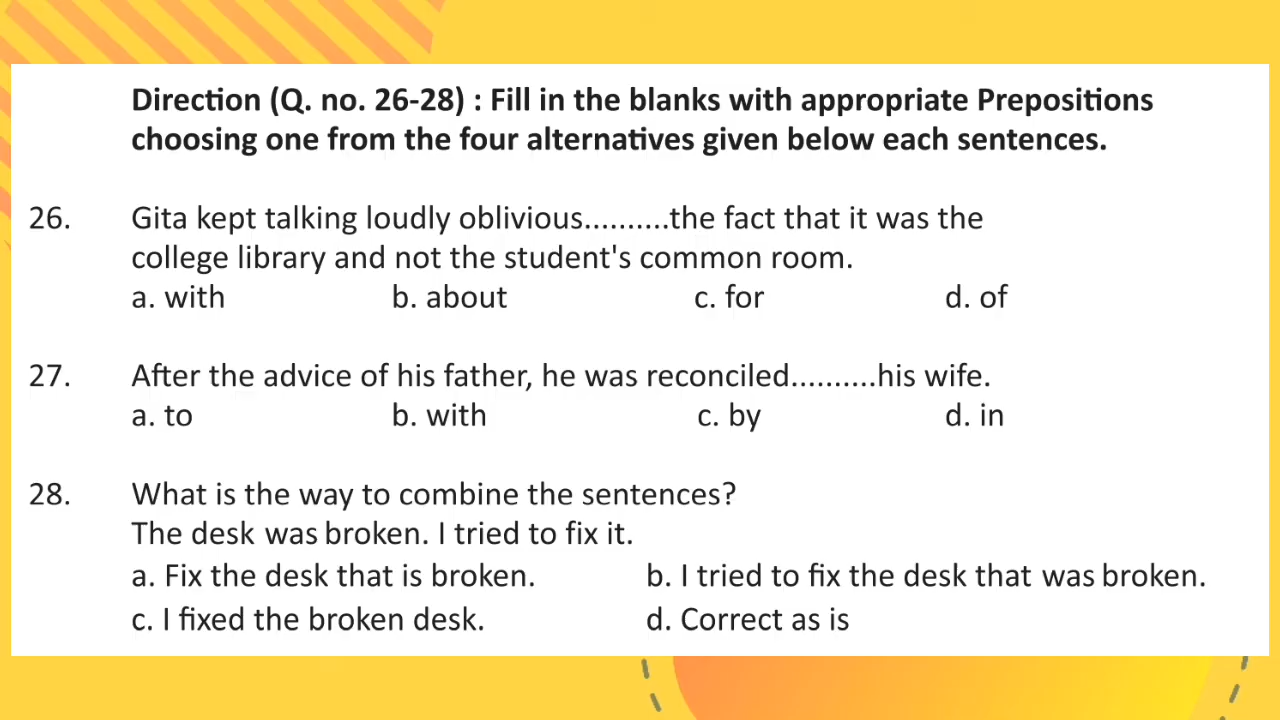 Direction (Q. no. 26-28) : Fill in the blanks with appropriate Prepositions
choosing one from the four alternatives given below each sentences.
26. Gita kept talking loudly oblivious..........the fact that it was the
college library and not the student's common room.
a. with b. about c. for d. of
27. After the advice of his father, he was reconciled..........his wife.
a. to b. with c. by d. in
28. What is the way to combine the sentences?
The desk was broken. I tried to fix it.
a. Fix the desk that is broken. b. I tried to fix the desk that was broken.
c. I fixed the broken desk. d. Correct as is